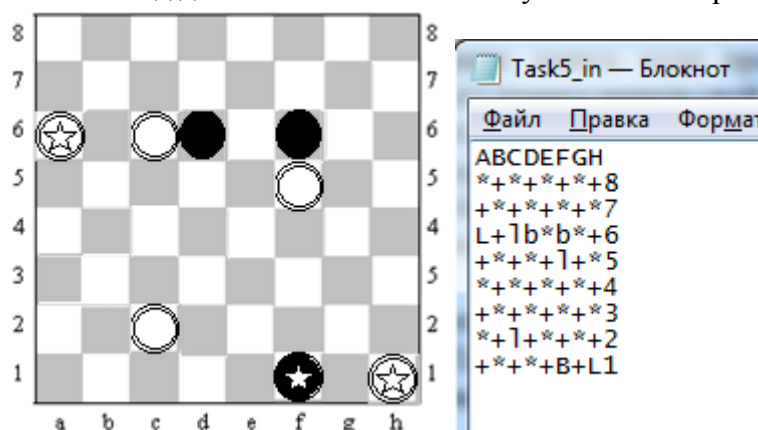 8 8
7 7
6 6
5 5
4 4
3 5
2 2
1 1
a b c d e f g h
Task5_in — Блокнот
Файл Правка Формат
ABCDEFGH
*+*+*+*+8
+*+*+*+*7
L+lb*b*+6
+*+*+l+*5
*+*+*+*+4
+*+*+*+*3
*+l+*+*+2
+*+*+B+L1